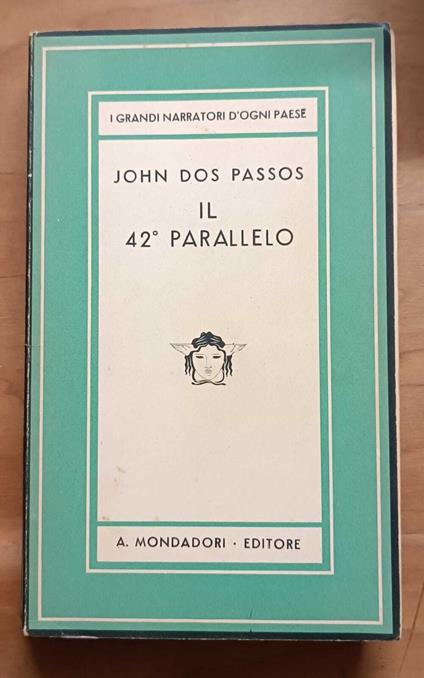 I GRANDI NARRATORI D'OGNI PAESE
JOHN DOS PASSOS
IL
42° PARALLELO
A. MONDADORI · EDITORE